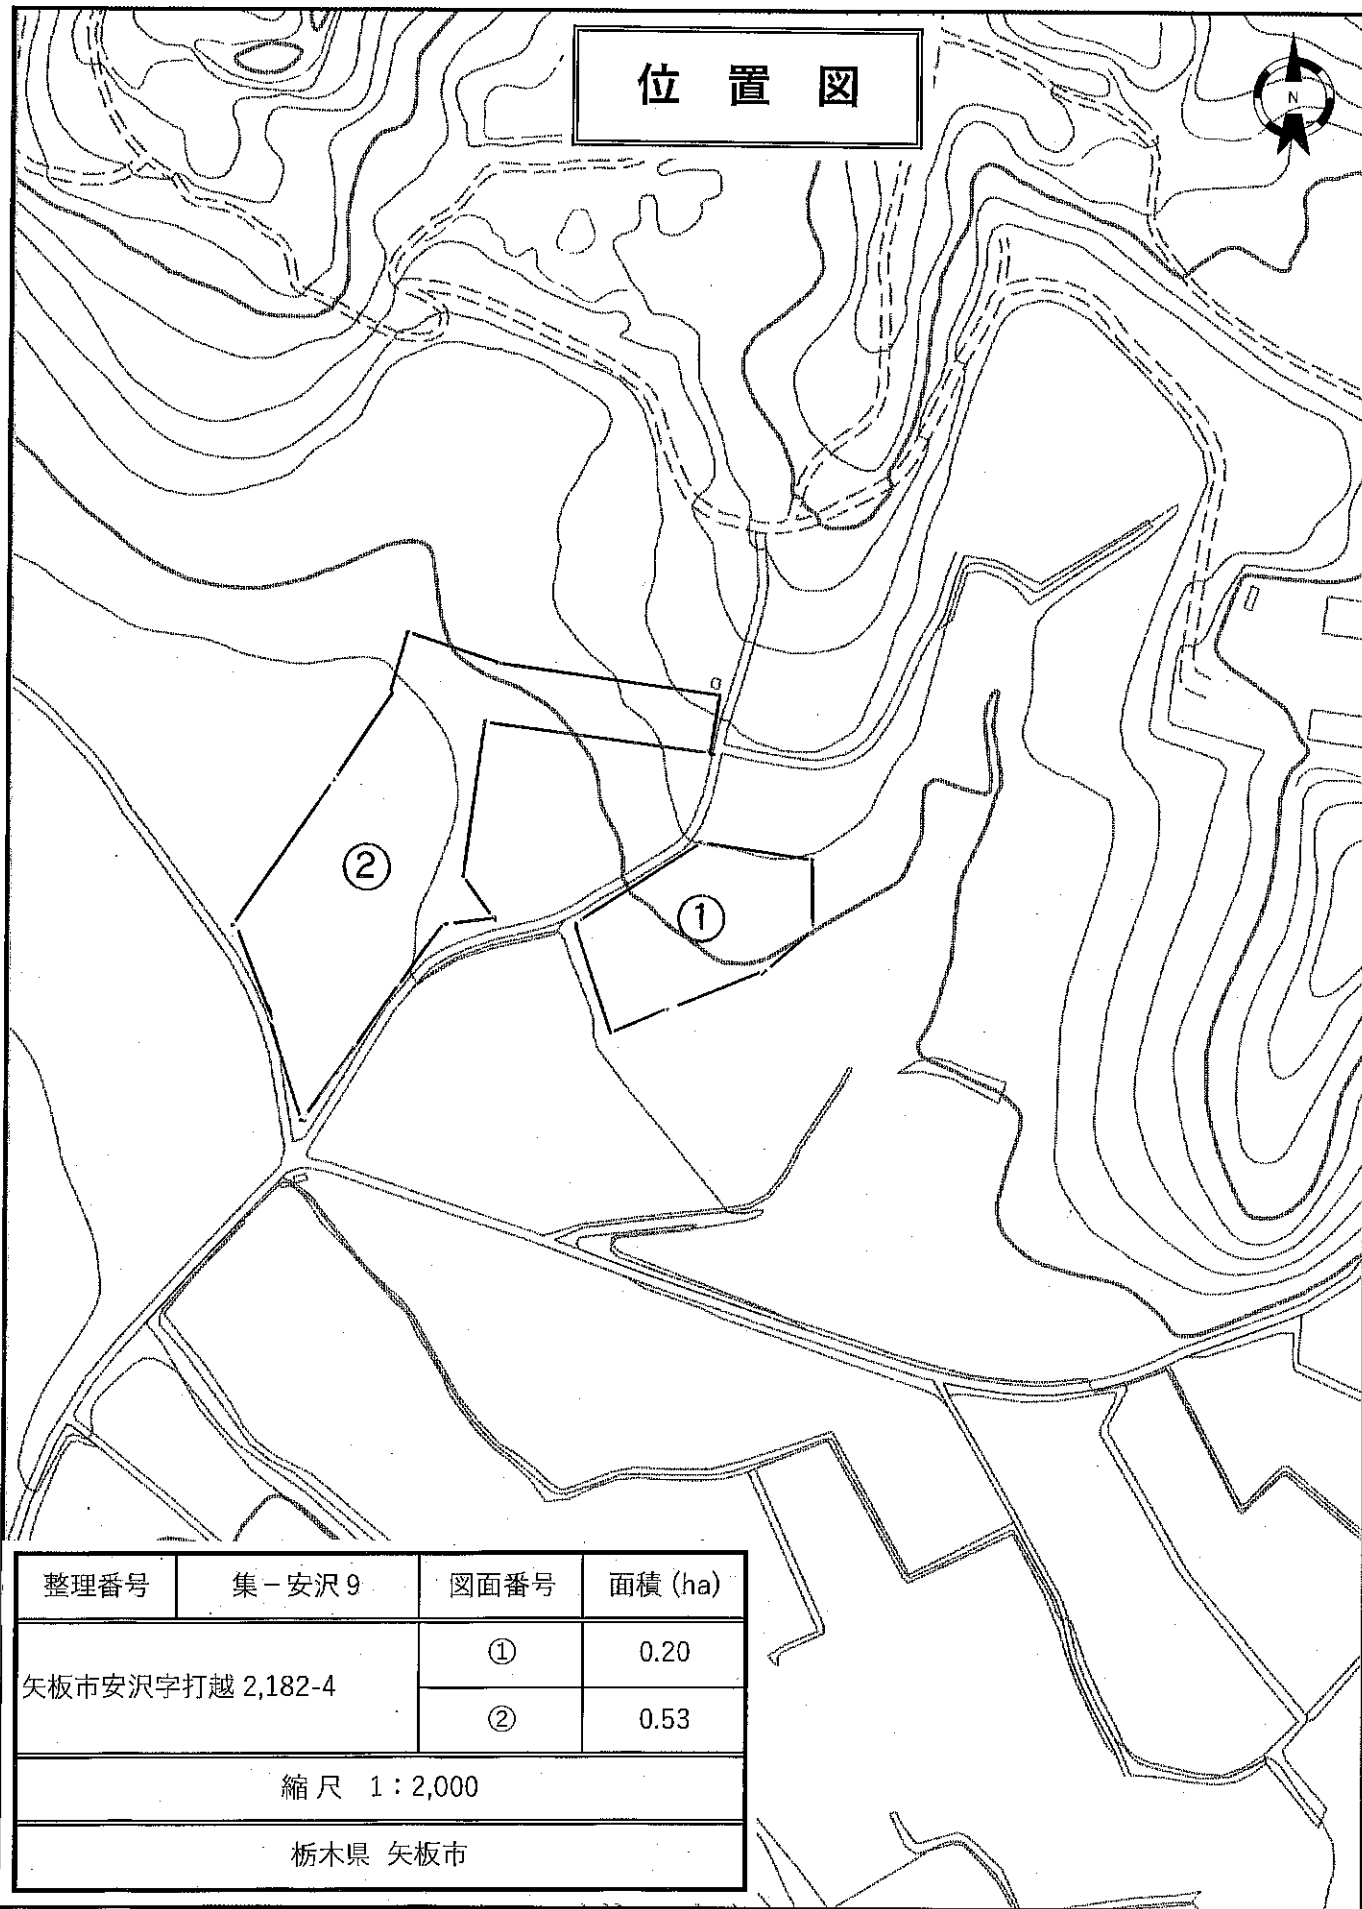 位置図
N
②
①
整理番号 集－安沢9 図面番号 面積(ha)
矢板市安沢字打越 2,182-4
① 0.20
② 0.53
縮尺 1：2,000
栃木県 矢板市